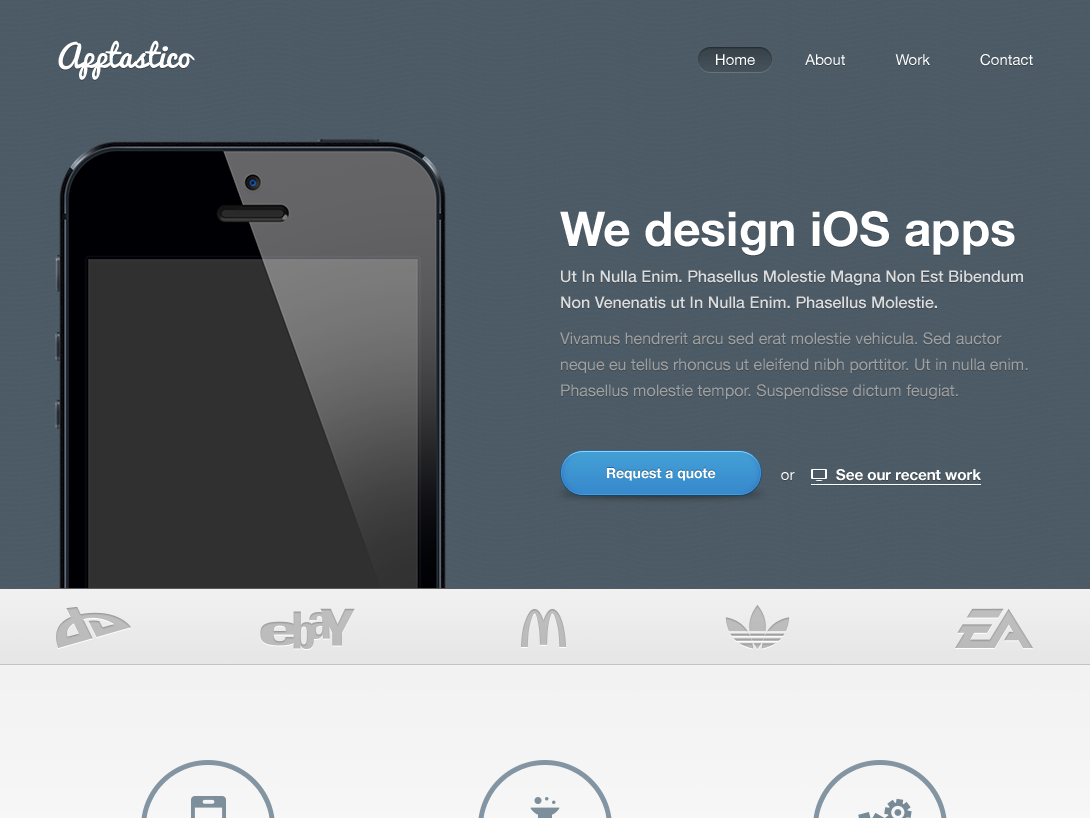 Apptastico
Home
About
Work
Contact
We design iOS apps
Ut In Nulla Enim. Phasellus Molestie Magna Non Est Bibendum
Non Venenatis ut In Nulla Enim. Phasellus Molestie.
Vivamus hendrerit arcu sed erat molestie vehicula. Sed auctor
neque eu tellus rhoncus ut eleifend nibh porttitor. Ut in nulla enim.
Phasellus molestie tempor. Suspendisse dictum feugiat.
Request a quote
or
See our recent work
ebaY
EA